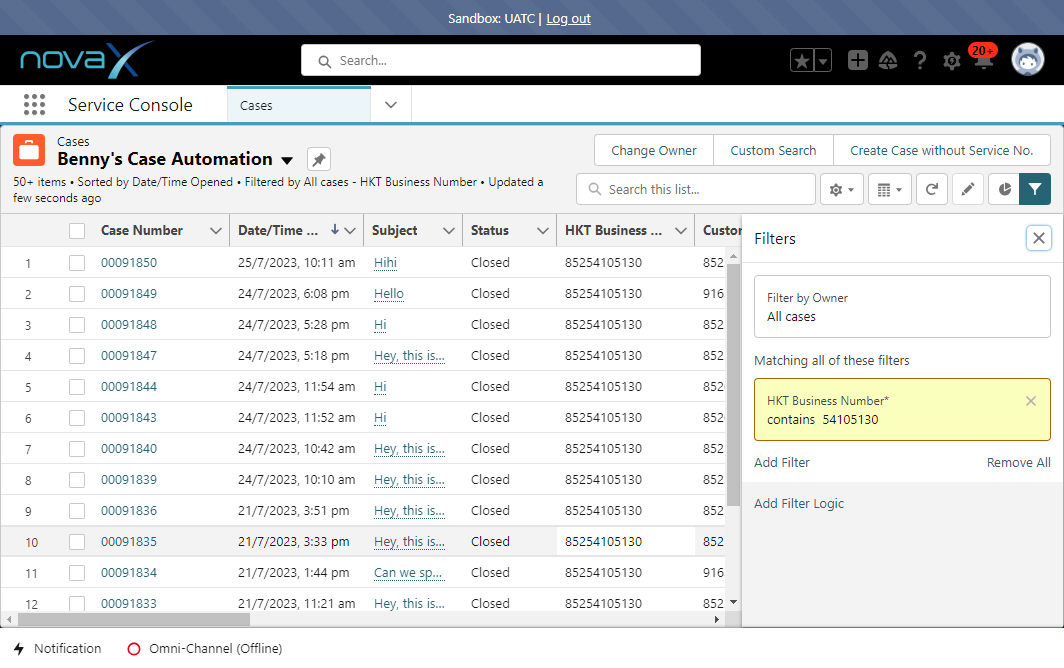 Sandbox: UATC | Log out
novaX
Search...
20+
Service Console
Cases
Cases
Benny's Case Automation
50+ items • Sorted by Date/Time Opened • Filtered by All cases - HKT Business Number • Updated a
few seconds ago
Change Owner
Custom Search
Create Case without Service No.
Search this list...
Case Number Date/Time ... Subject Status HKT Business ... Custor
1 00091850 25/7/2023, 10:11 am Hihi Closed 85254105130 852
2 00091849 24/7/2023, 6:08 pm Hello Closed 85254105130 916
3 00091848 24/7/2023, 5:28 pm Hi Closed 85254105130 852
4 00091847 24/7/2023, 5:18 pm Hey, this is... Closed 85254105130 852
5 00091844 24/7/2023, 11:54 am Hi Closed 85254105130 852
6 00091843 24/7/2023, 11:52 am Hi Closed 85254105130 852
7 00091840 24/7/2023, 10:42 am Hey, this is... Closed 85254105130 852
8 00091839 24/7/2023, 10:10 am Hey, this is... Closed 85254105130 852
9 00091836 21/7/2023, 3:51 pm Hey, this is... Closed 85254105130 852
10 00091835 21/7/2023, 3:33 pm Hey, this is... Closed 85254105130 852
11 00091834 21/7/2023, 1:44 pm Can we sp... Closed 85254105130 916
12 00091833 21/7/2023, 11:21 am Hey, this is... Closed 85254105130 852
Filters
Filter by Owner
All cases
Matching all of these filters
HKT Business Number*
contains 54105130
Add Filter
Remove All
Add Filter Logic
Notification
Omni-Channel (Offline)